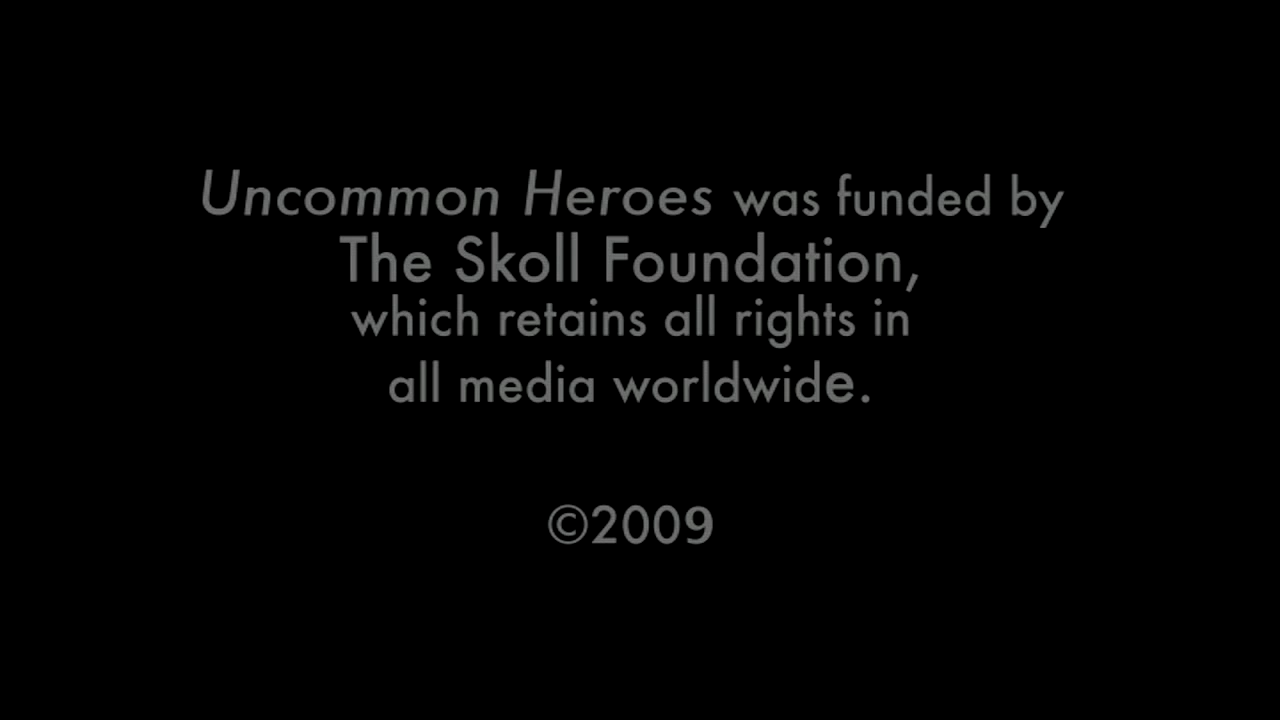 Uncommon Heroes was funded by
The Skoll Foundation,
which retains all rights in
all media worldwide.
©2009